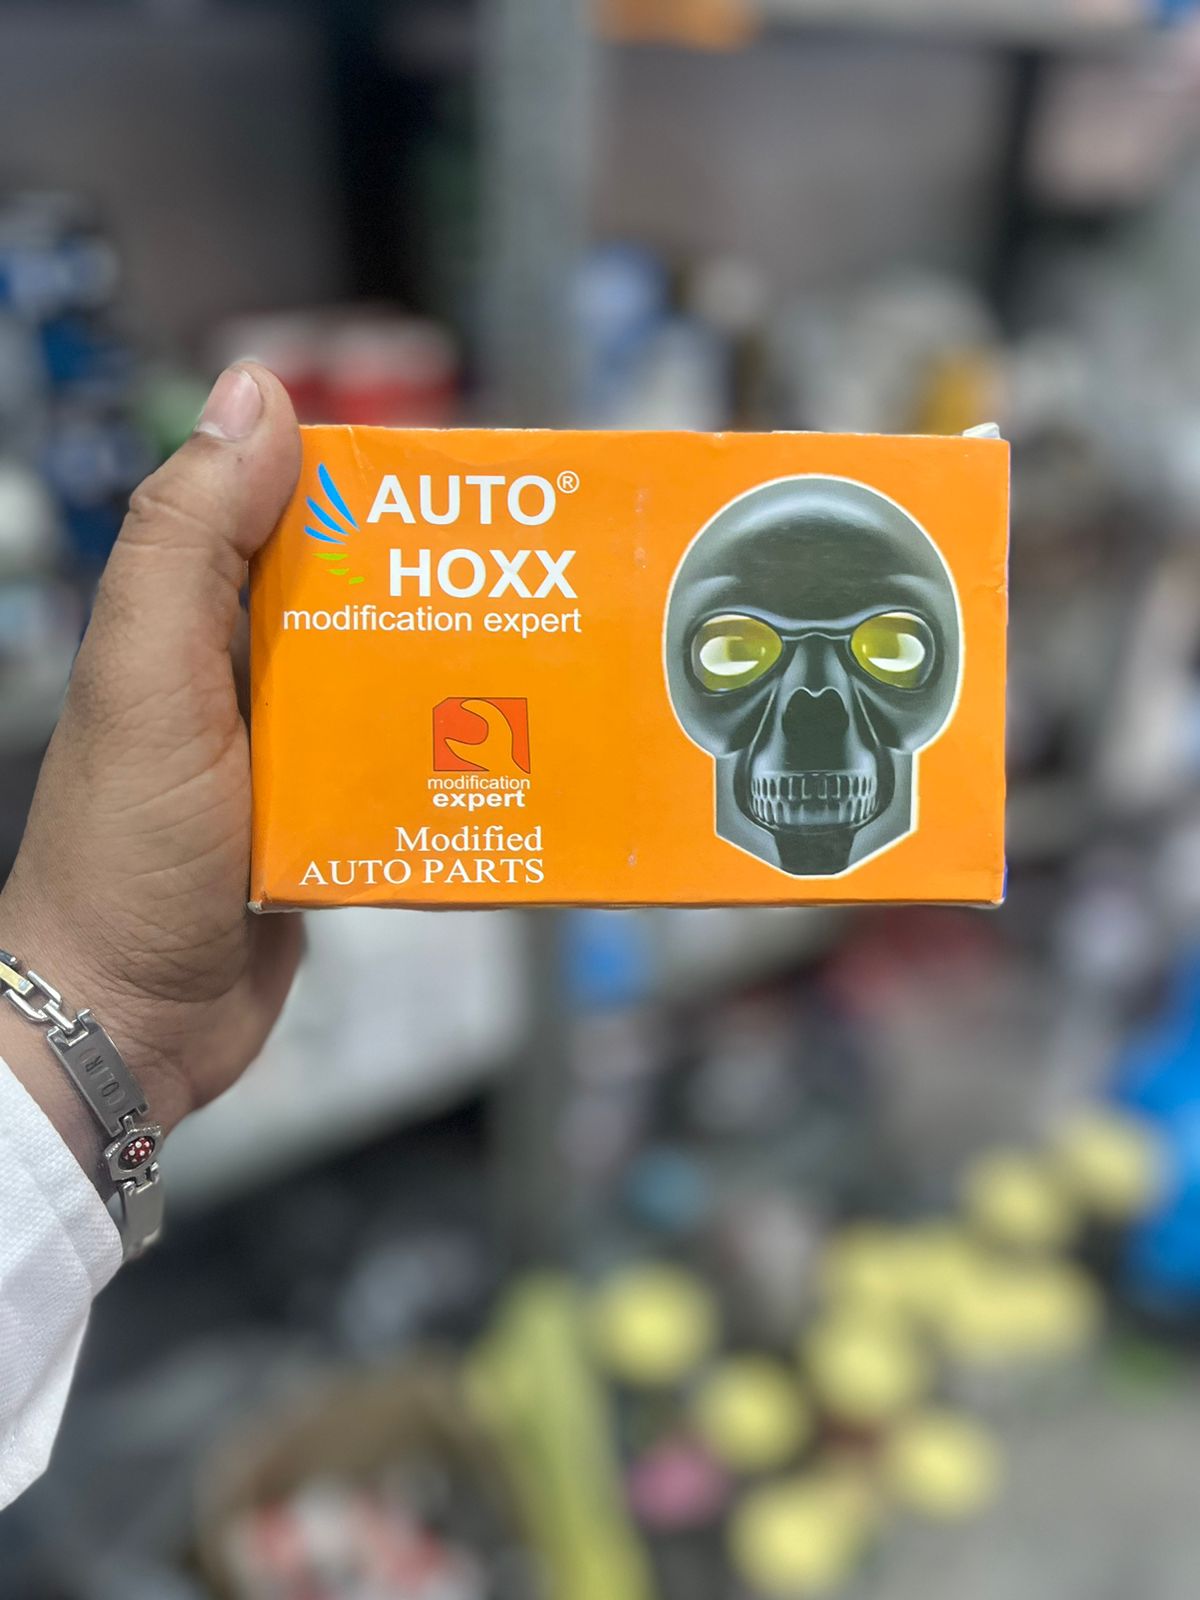 AUTO®
HOXX
modification expert
modification
expert
Modified
AUTO PARTS